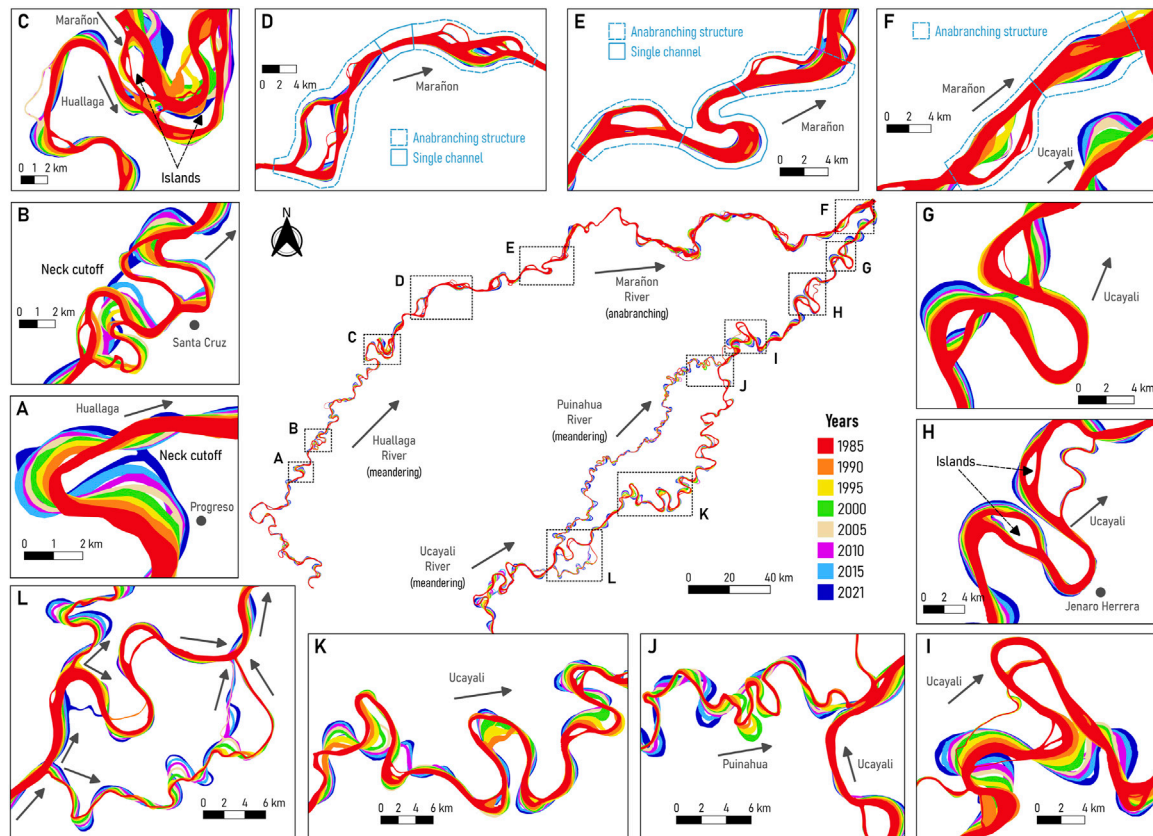 C
Marañon
Huallaga
Islands
0 1 2 km
D
0 2 4 km
Marañon
Anabranching structure
Single channel
E
Anabranching structure
Single channel
Marañon
0 2 4 km
F
Anabranching structure
Marañon
Ucayali
0 2 4 km
B
Neck cutoff
0 1 2 km
Santa Cruz
N
A
B
C
D
E
F
G
H
I
J
K
L
Marañon
River
(anabranching)
Huallaga
River
(meandering)
Puinahua
River
(meandering)
Ucayali
River
(meandering)
0 20 40 km
Years
1985
1990
1995
2000
2005
2010
2015
2021
G
Ucayali
0 2 4 km
A
Huallaga
Neck cutoff
Progreso
0 1 2 km
H
Islands
Ucayali
0 2 4 km
Jenaro Herrera
L
0 2 4 6 km
K
Ucayali
0 2 4 6 km
J
Puinahua
Ucayali
0 2 4 6 km
I
Ucayali
0 2 4 km